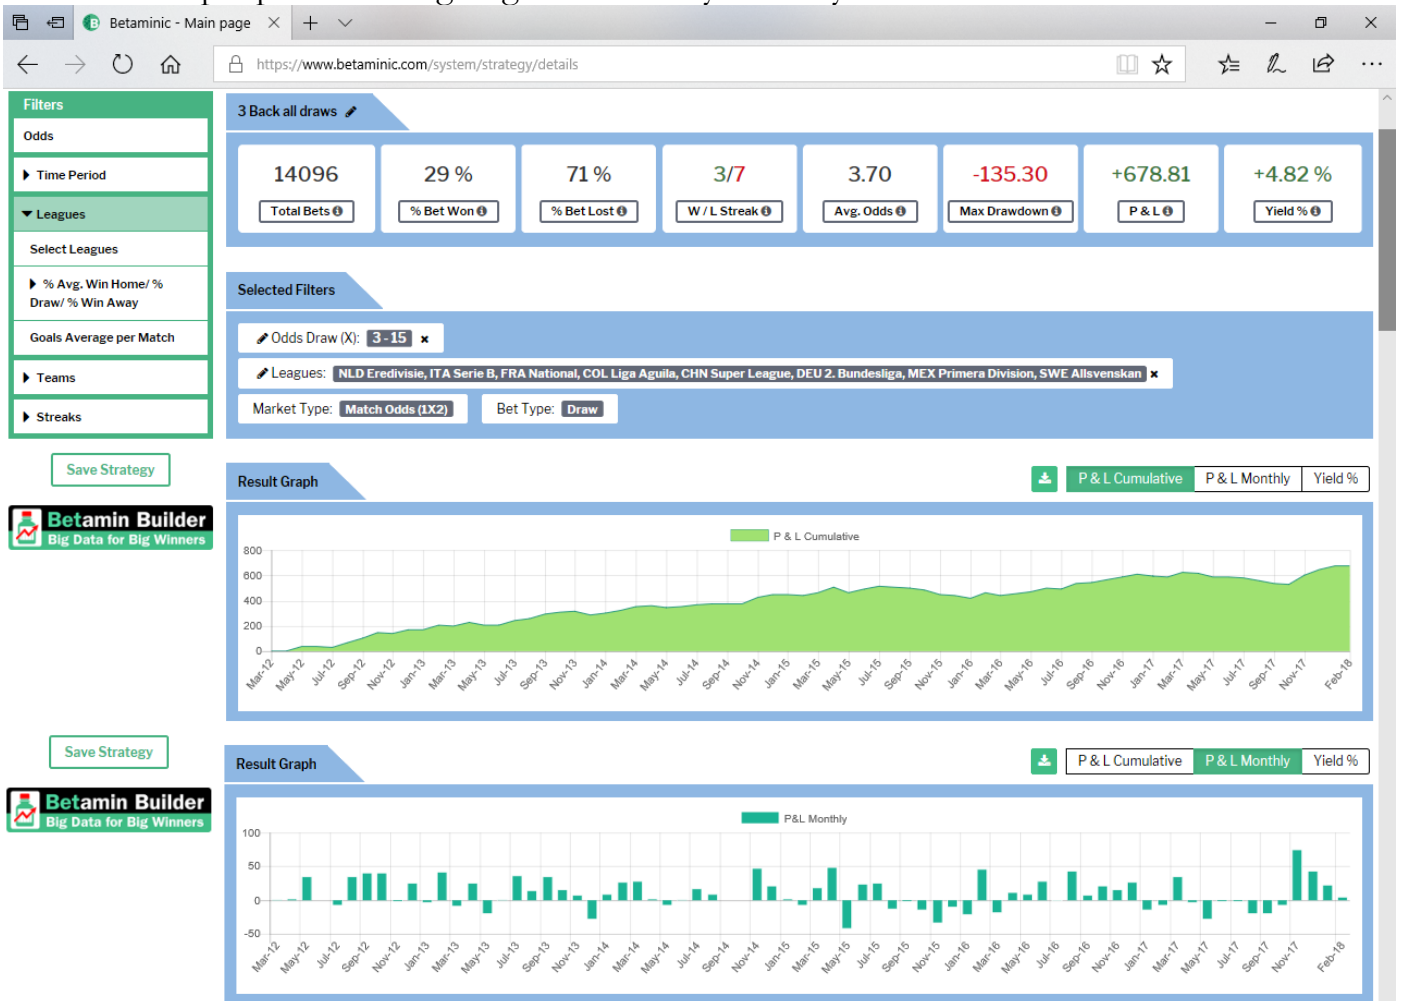 Betaminic - Main page
https://www.betaminic.com/system/strategy/details
Filters
Odds
Time Period
Leagues
Select Leagues
% Avg. Win Home/ %
Draw/ % Win Away
Goals Average per Match
Teams
Streaks
Save Strategy
Betamin Builder
Big Data for Big Winners
3 Back all draws
14096 29 % 71 % 3/7 3.70 -135.30 +678.81 +4.82 %
Total Bets % Bet Won % Bet Lost W / L Streak Avg. Odds Max Drawdown P & L Yield %
Selected Filters
Odds Draw (X): 3 - 15
Leagues: NLD Eredivisie, ITA Serie B, FRA National, COL Liga Aguila, CHN Super League, DEU 2. Bundesliga, MEX Primera Division, SWE Allsvenskan
Market Type: Match Odds (1X2) Bet Type: Draw
Result Graph P & L Cumulative P & L Monthly Yield %
P & L Cumulative
800
600
400
200
0
Mar-12 May-12 Jul-12 Sep-12 Nov-12 Jan-13 Mar-13 May-13 Jul-13 Sep-13 Nov-13 Jan-14 Mar-14 May-14 Jul-14 Sep-14 Nov-14 Jan-15 Mar-15 May-15 Jul-15 Sep-15 Nov-15 Jan-16 Mar-16 May-16 Jul-16 Sep-16 Nov-16 Jan-17 Mar-17 May-17 Jul-17 Sep-17 Nov-17 Feb-18
Save Strategy
Betamin Builder
Big Data for Big Winners
Result Graph P & L Cumulative P & L Monthly Yield %
P&L Monthly
100
50
0
-50
Mar-12 May-12 Jul-12 Sep-12 Nov-12 Jan-13 Mar-13 May-13 Jul-13 Sep-13 Nov-13 Jan-14 Mar-14 May-14 Jul-14 Sep-14 Nov-14 Jan-15 Mar-15 May-15 Jul-15 Sep-15 Nov-15 Jan-16 Mar-16 May-16 Jul-16 Sep-16 Nov-16 Jan-17 Mar-17 May-17 Jul-17 Sep-17 Nov-17 Feb-18